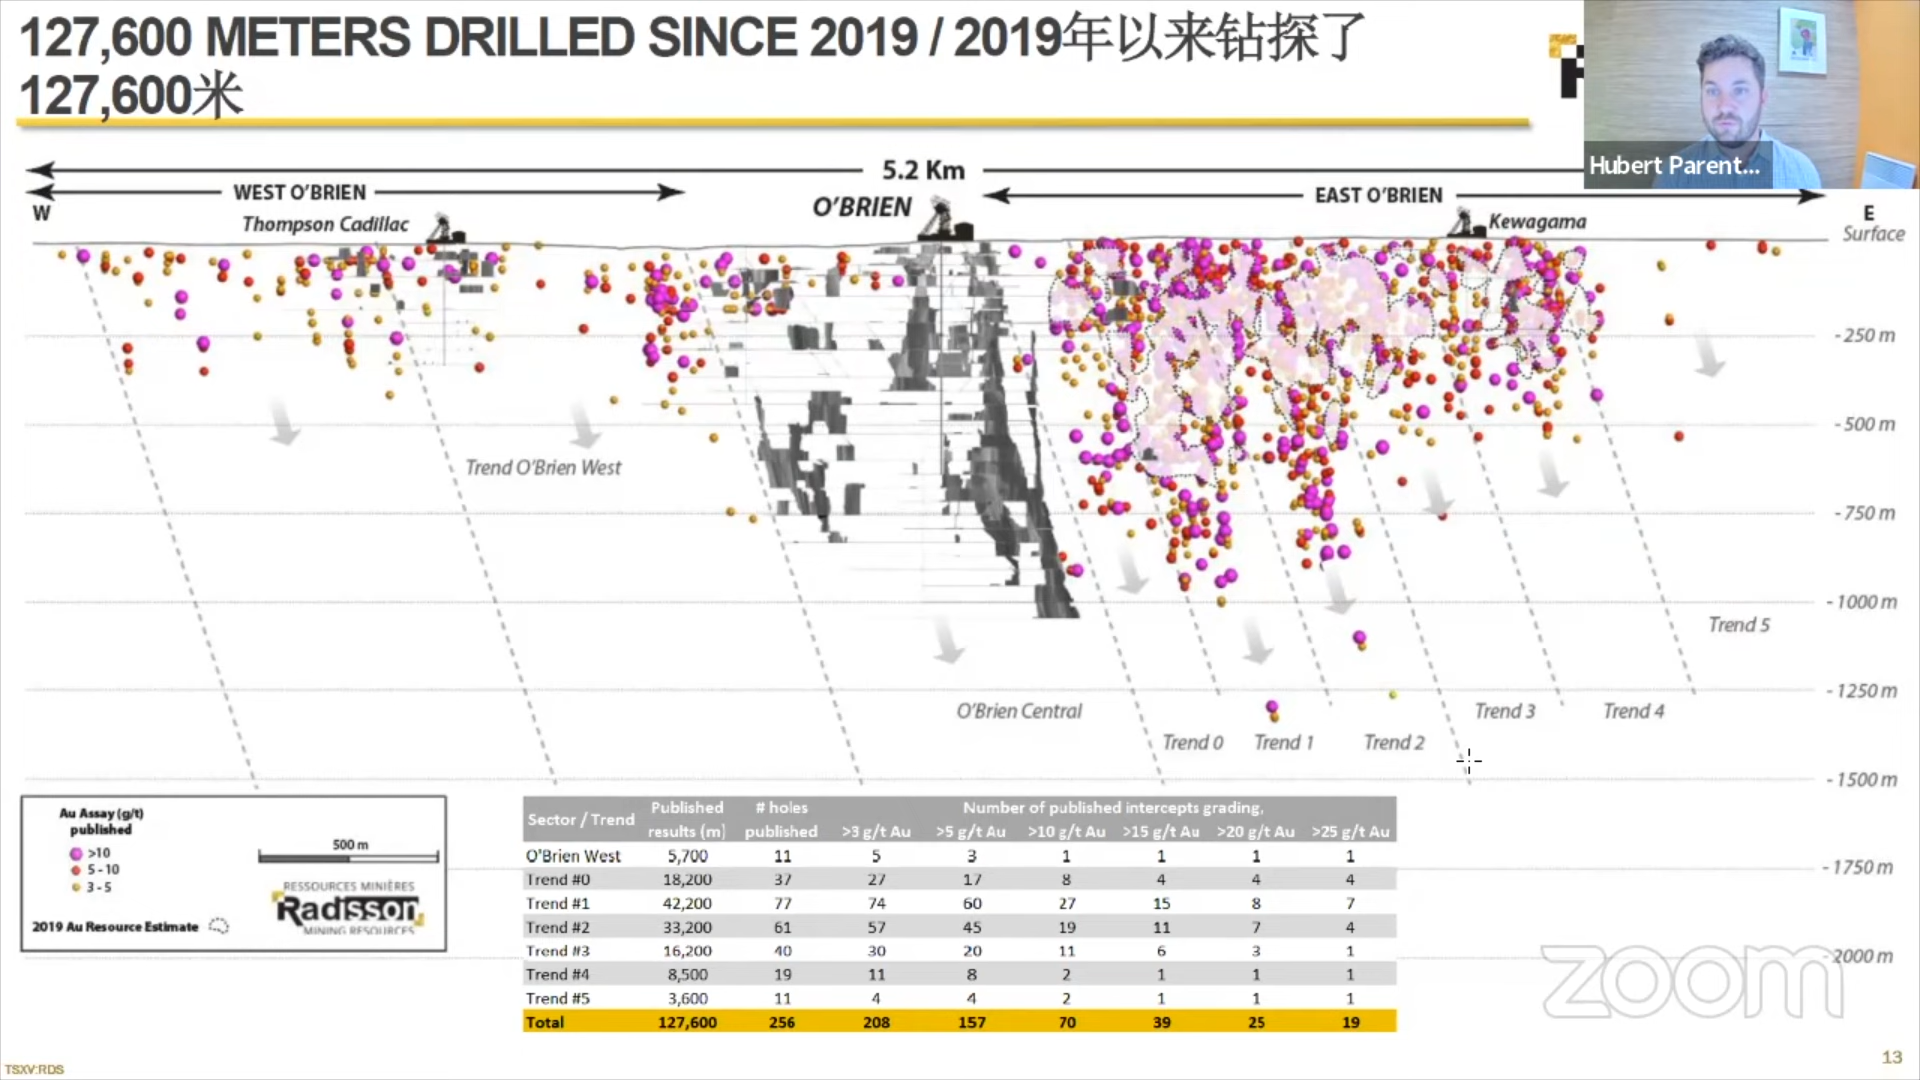 127,600 METERS DRILLED SINCE 2019 / 2019年以来钻探了
127,600米
Hubert Parent...
5.2 Km
WEST O'BRIEN
O'BRIEN
EAST O'BRIEN
W
E
Thompson Cadillac
Kewagama
Surface
- 250 m
- 500 m
Trend O'Brien West
- 750 m
- 1000 m
Trend 5
- 1250 m
O'Brien Central
Trend 3
Trend 4
Trend 0
Trend 1
Trend 2
- 1500 m
- 1750 m
- 2000 m
Au Assay (g/t)
published
>10
5 - 10
3 - 5
500 m
RESSOURCES MINIÈRES
Radisson
MINING RESOURCES
2019 Au Resource Estimate
Sector / Trend Published results (m) # holes published Number of published intercepts grading,
>3 g/t Au >5 g/t Au >10 g/t Au >15 g/t Au >20 g/t Au >25 g/t Au
O'Brien West 5,700 11 5 3 1 1 1 1
Trend #0 18,200 37 27 17 8 4 4 4
Trend #1 42,200 77 74 60 27 15 8 7
Trend #2 33,200 61 57 45 19 11 7 4
Trend #3 16,200 40 30 20 11 6 3 1
Trend #4 8,500 19 11 8 2 1 1 1
Trend #5 3,600 11 4 4 2 1 1 1
Total 127,600 256 208 157 70 39 25 19
zoom
TSXV:RDS
13